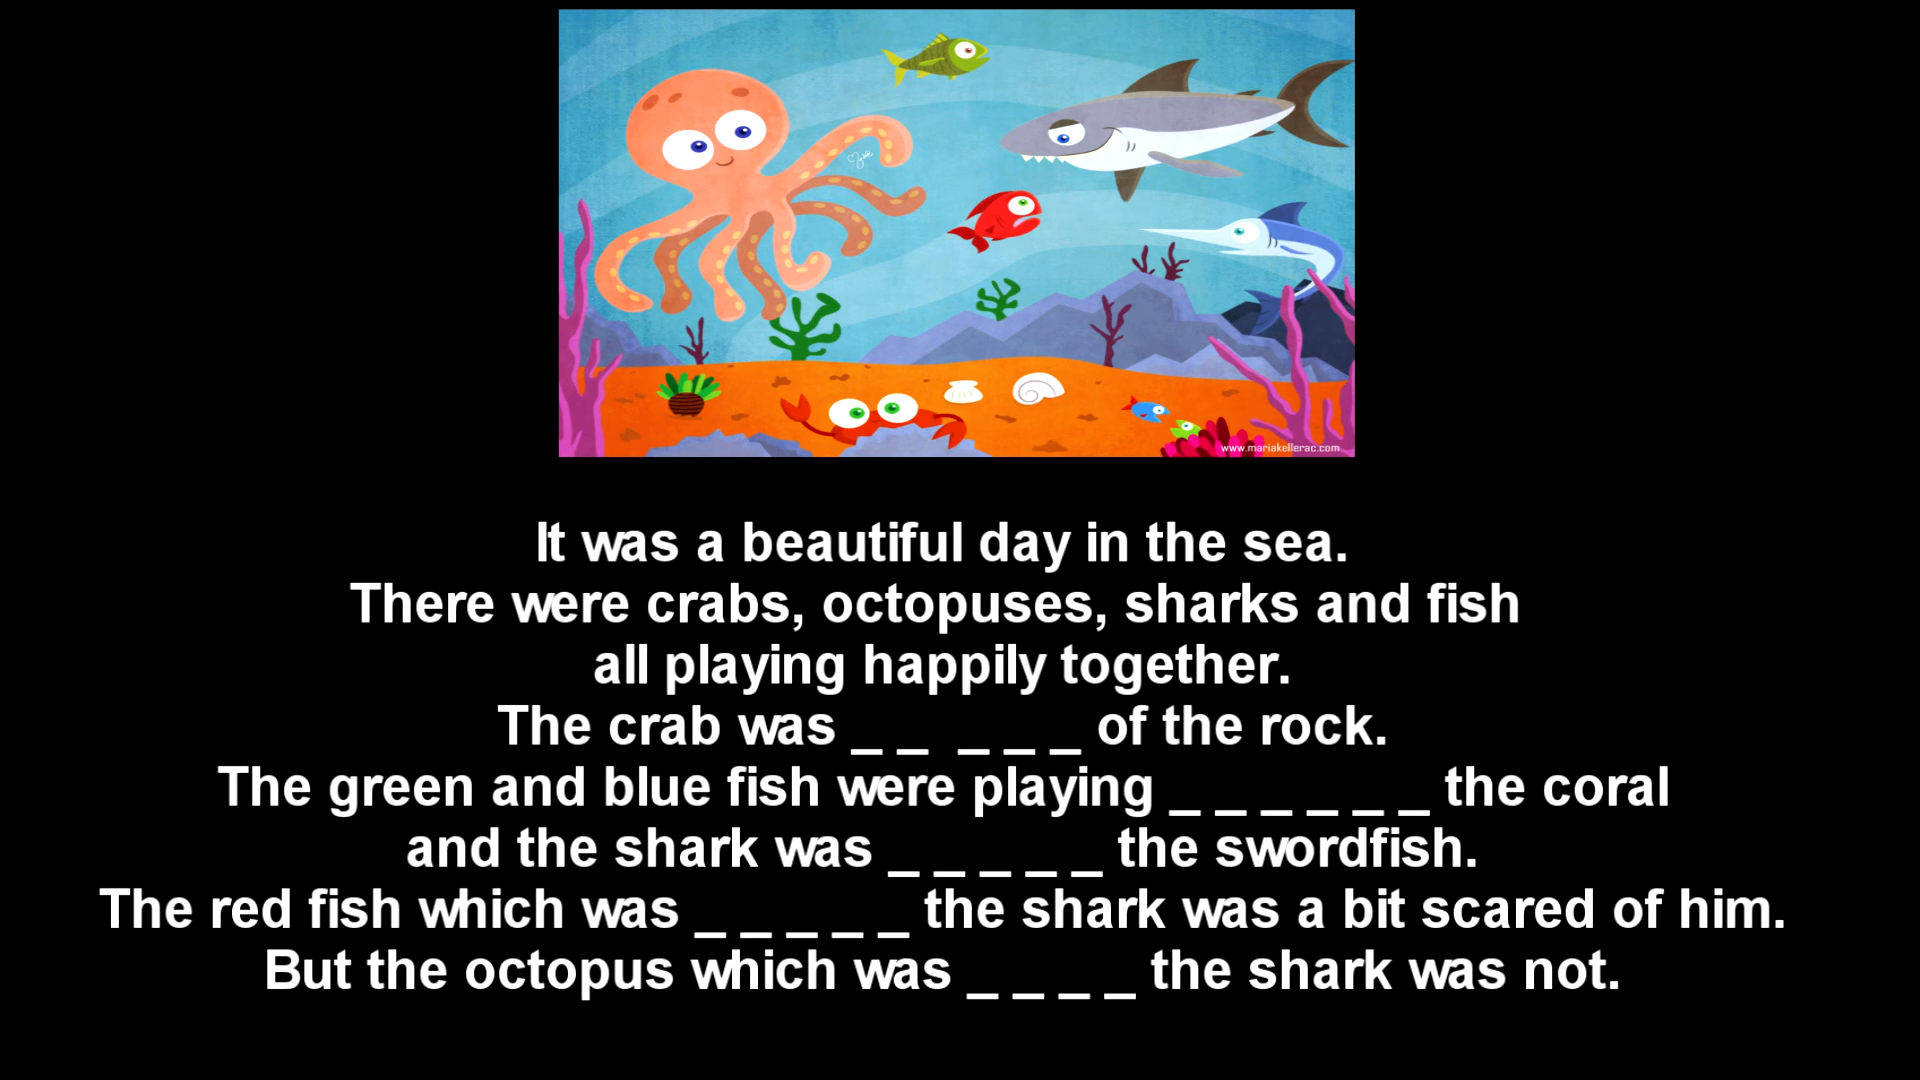 www.mariakellerac.com
It was a beautiful day in the sea.
There were crabs, octopuses, sharks and fish
all playing happily together.
The crab was _ _  _ _ _ of the rock.
The green and blue fish were playing _ _ _ _ _ _ the coral
and the shark was _ _ _ _ _ the swordfish.
The red fish which was _ _ _ _ _ the shark was a bit scared of him.
But the octopus which was _ _ _ _ the shark was not.